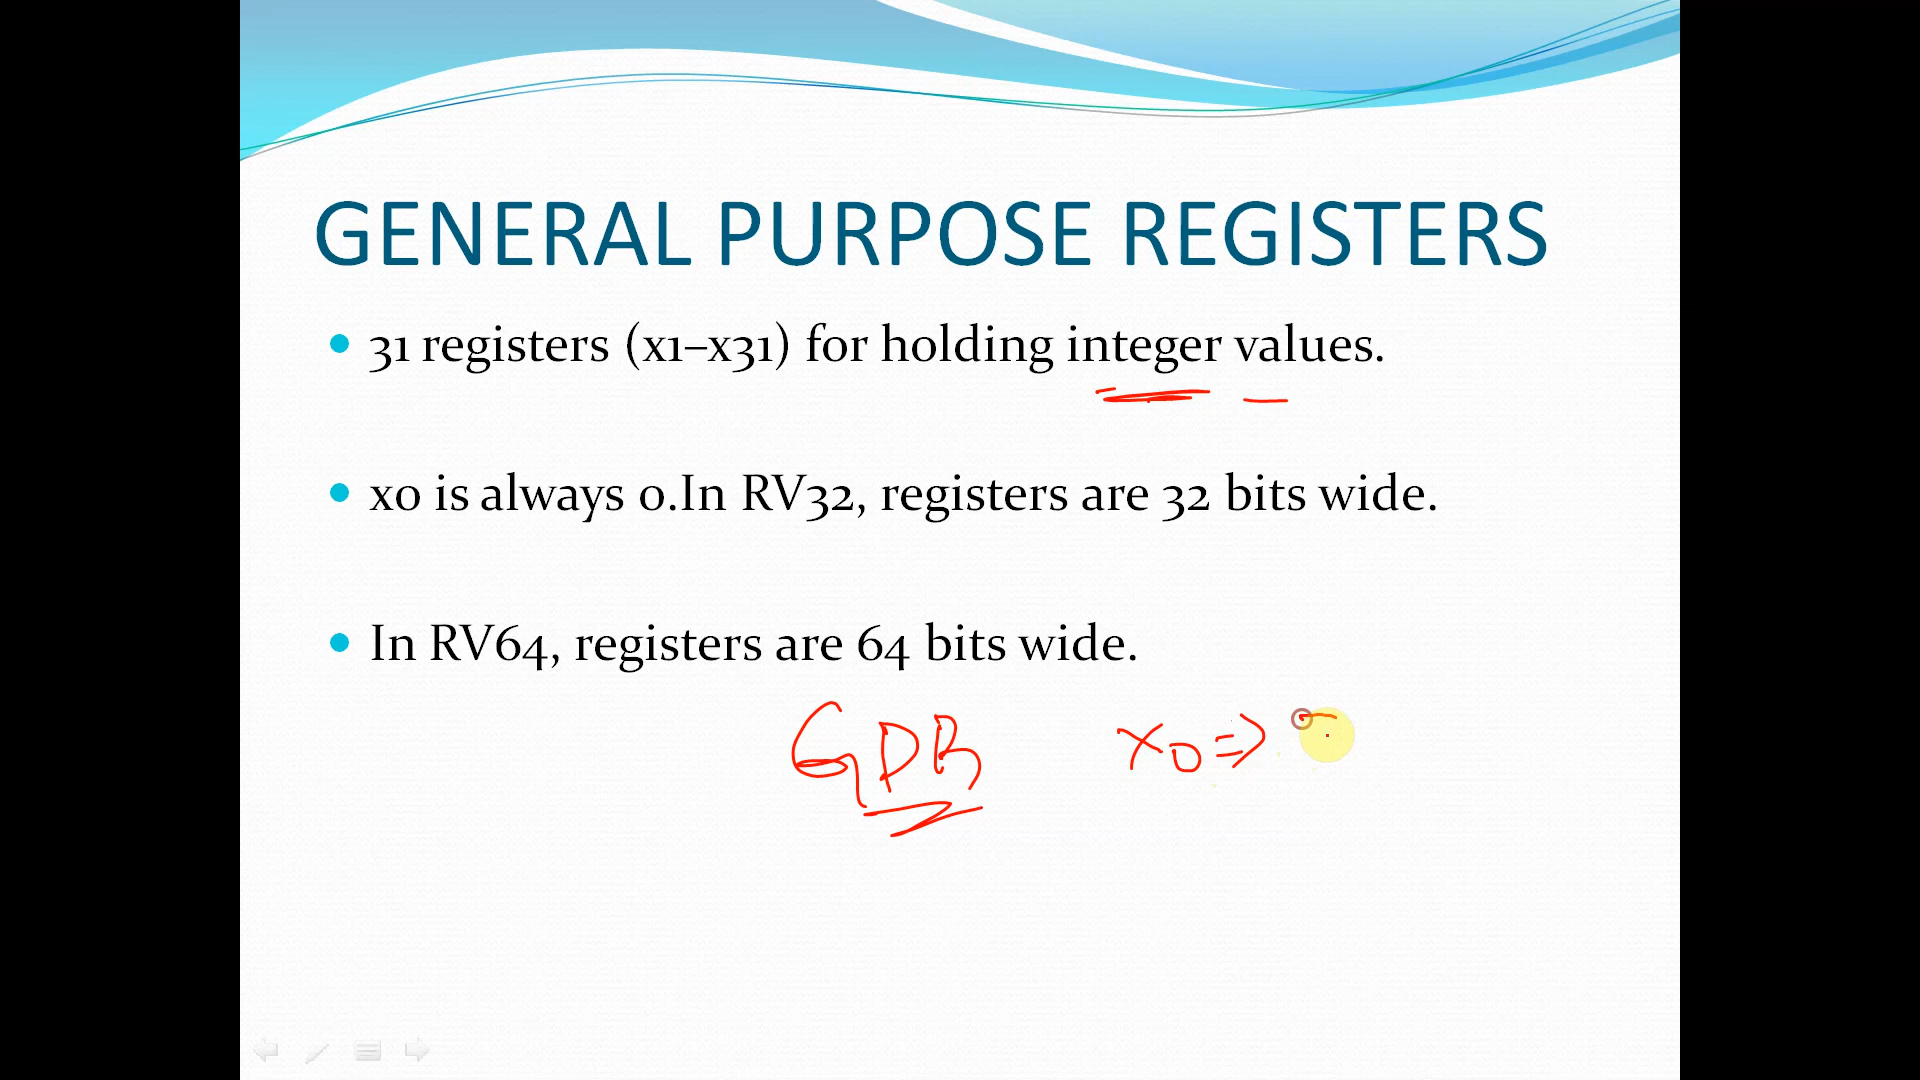 GENERAL PURPOSE REGISTERS
• 31 registers (x1–x31) for holding integer values.
• x0 is always 0.In RV32, registers are 32 bits wide.
• In RV64, registers are 64 bits wide.
GPR x0 ⇒